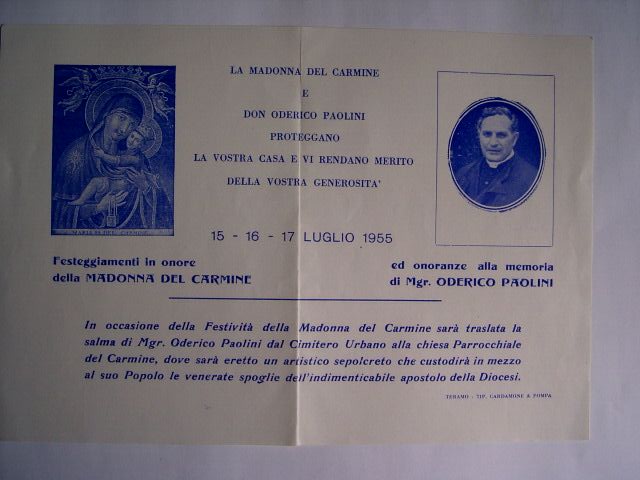 LA MADONNA DEL CARMINE
E
DON ODERICO PAOLINI
PROTEGGANO
LA VOSTRA CASA E VI RENDANO MERITO
DELLA VOSTRA GENEROSITA'
MARIA SS. DEL CARMINE
15 - 16 - 17 LUGLIO 1955
Festeggiamenti in onore
della MADONNA DEL CARMINE
ed onoranze alla memoria
di Mgr. ODERICO PAOLINI
In occasione della Festività della Madonna del Carmine sarà traslata la
salma di Mgr. Oderico Paolini dal Cimitero Urbano alla chiesa Parrocchiale
del Carmine, dove sarà eretto un artistico sepolcreto che custodirà in mezzo
al suo Popolo le venerate spoglie dell'indimenticabile apostolo della Diocesi.
TERAMO - TIP. CARDAMONE & POMPA